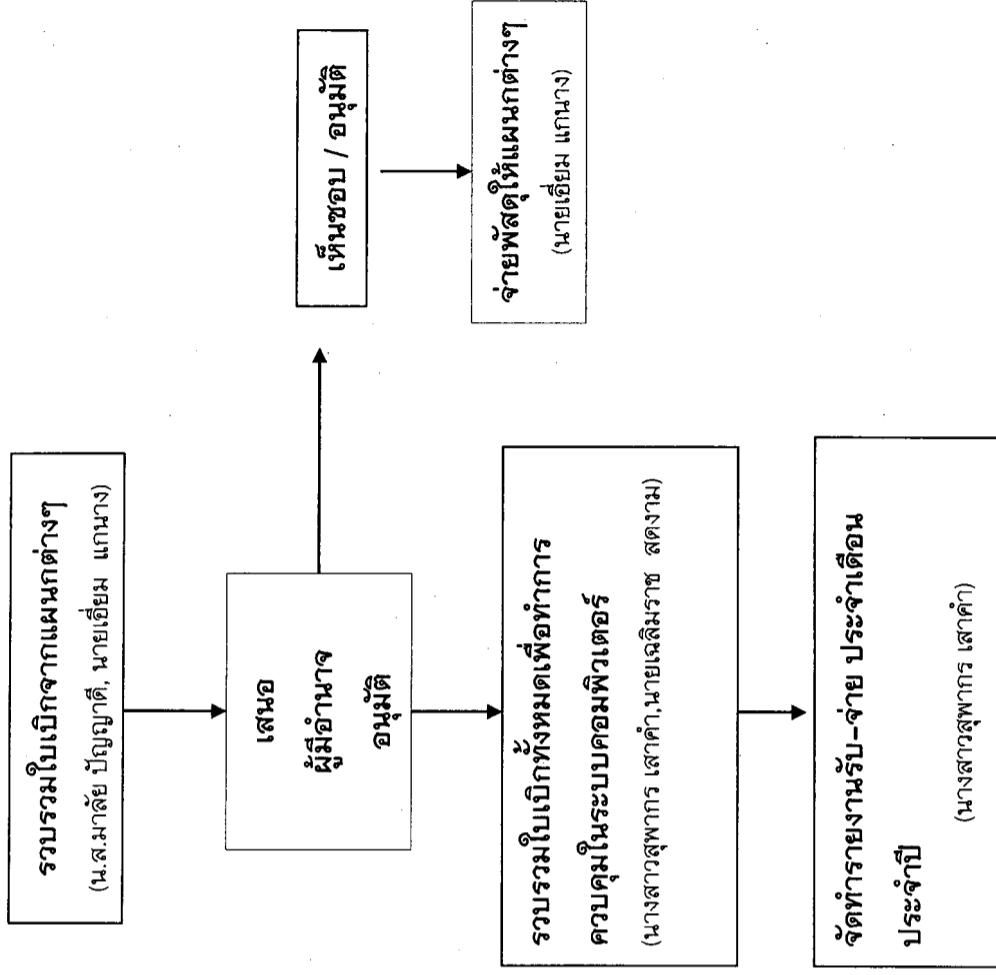 รวบรวมใบเบิกจากแผนกต่างๆ
(น.ส.มาลัย ปัญญาดี, นายเอี่ยม แกนาง)
เสนอ
ผู้มีอำนาจ
อนุมัติ
เห็นชอบ / อนุมัติ
จ่ายพัสดุให้แผนกต่างๆ
(นายเอี่ยม แกนาง)
รวบรวมใบเบิกทั้งหมดเพื่อทำการ
ควบคุมในระบบคอมพิวเตอร์
(นางสาวสุพากร เสาคำ,นายเฉลิมราช สดงาม)
จัดทำรายงานรับ-จ่าย ประจำเดือน
ประจำปี
(นางสาวสุพากร เสาคำ)